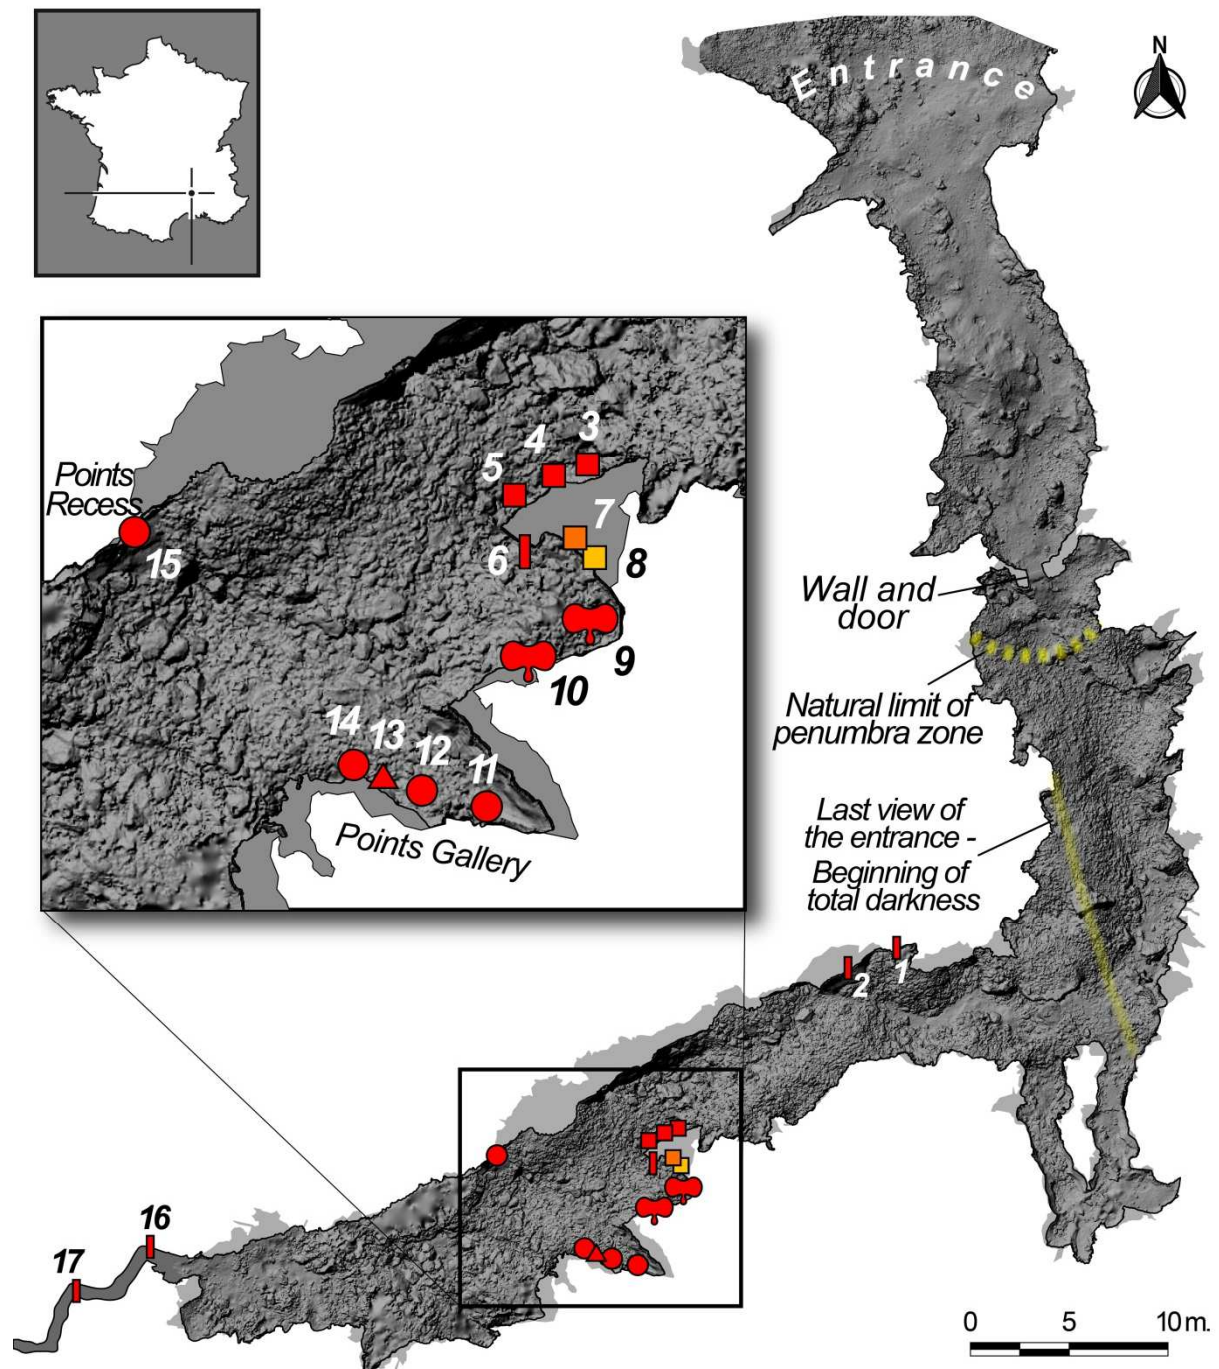 Entrance
N
3
4
5
Points
Recess
7
15
6
8
9
10
14
13
12
11
Points Gallery
Wall and
door
Natural limit of
penumbra zone
Last view of
the entrance -
Beginning of
total darkness
1
2
16
17
0 5 10 m.